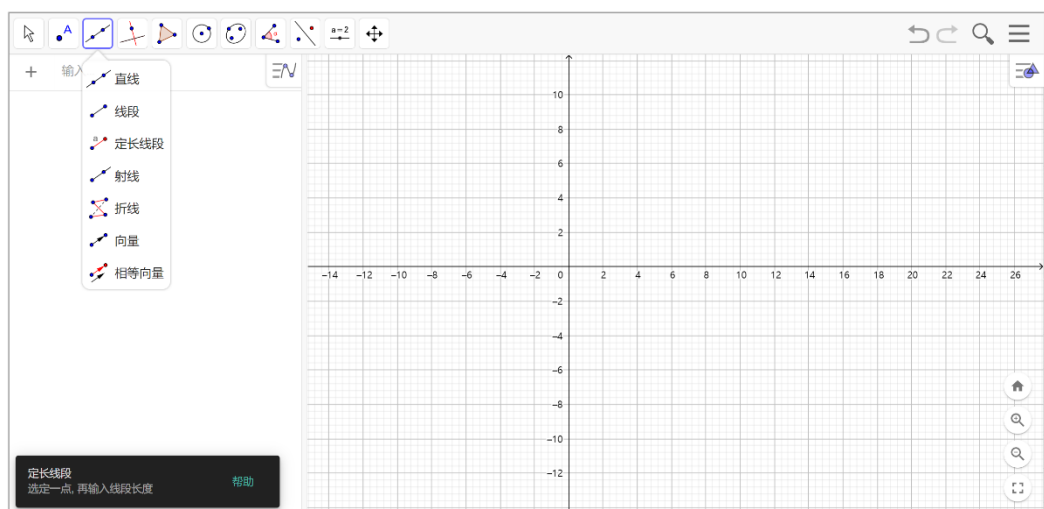 A
α
a=2
+ 输入
直线
线段
a
定长线段
射线
折线
向量
相等向量
10
8
6
4
2
-14 -12 -10 -8 -6 -4 -2 0 2 4 6 8 10 12 14 16 18 20 22 24 26
-2
-4
-6
-8
-10
-12
定长线段
选定一点, 再输入线段长度
帮助